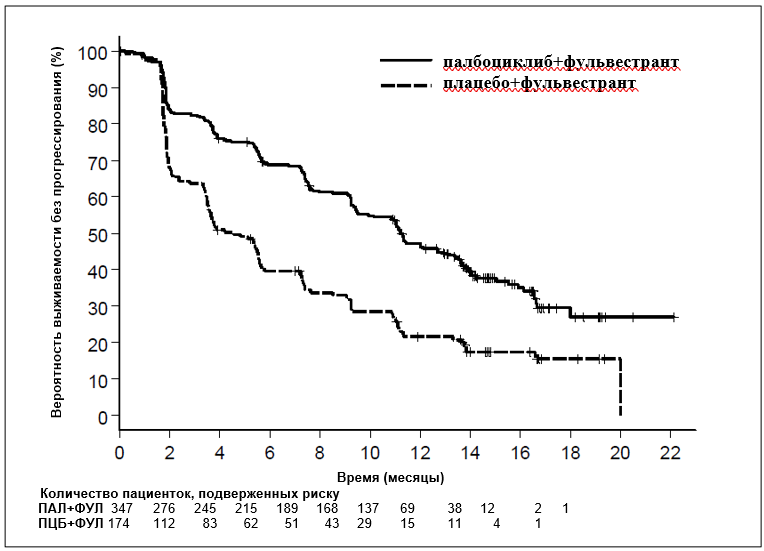 Вероятность выживаемости без прогрессирования (%)
100
90
80
70
60
50
40
30
20
10
0
палбоциклиб+фульвестрант
плацебо+фульвестрант
0 2 4 6 8 10 12 14 16 18 20 22
Время (месяцы)
Количество пациентов, подверженных риску
ПАЛ+ФУЛ 347 276 245 215 189 168 137 69 38 12 2 1
ПЦБ+ФУЛ 174 112 83 62 51 43 29 15 11 4 1